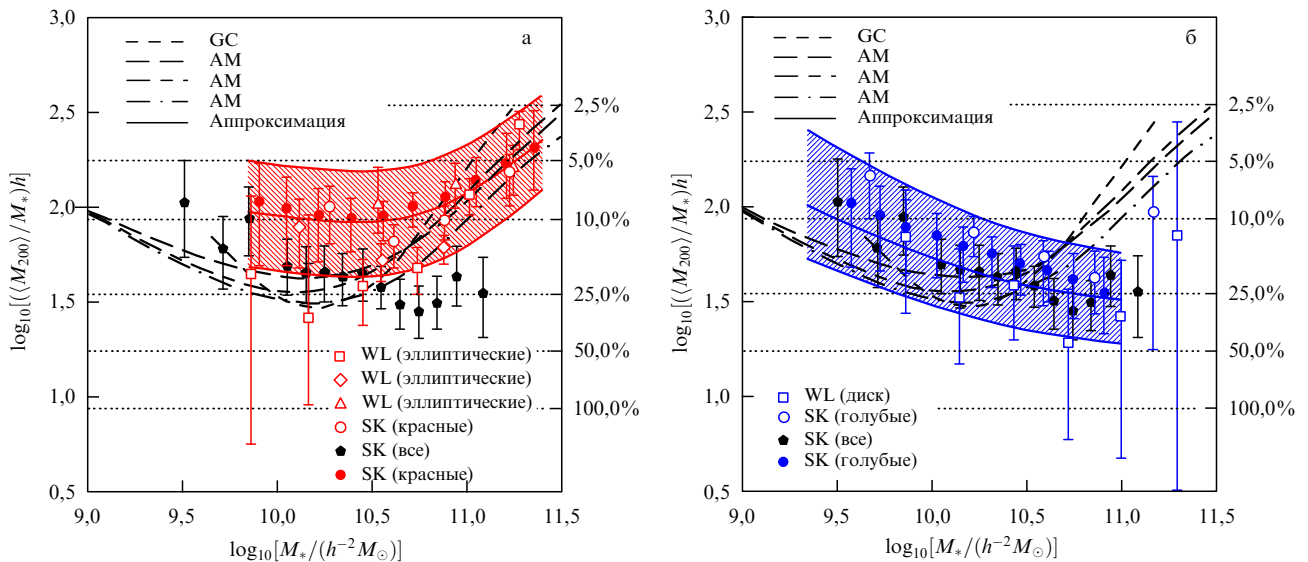 а
GC
AM
AM
AM
Аппроксимация
3,0
2,5
2,0
1,5
1,0
0,5
log₁₀[(⟨M₂₀₀⟩/M*)h]
2,5%
5,0%
10,0%
25,0%
50,0%
100,0%
WL (эллиптические)
WL (эллиптические)
WL (эллиптические)
SK (красные)
SK (все)
SK (красные)
9,0 9,5 10,0 10,5 11,0 11,5
log₁₀[M*/(h⁻²M⊙)]
б
GC
AM
AM
AM
Аппроксимация
3,0
2,5
2,0
1,5
1,0
0,5
log₁₀[(⟨M₂₀₀⟩/M*)h]
2,5%
5,0%
10,0%
25,0%
50,0%
100,0%
WL (диск)
SK (голубые)
SK (все)
SK (голубые)
9,0 9,5 10,0 10,5 11,0 11,5
log₁₀[M*/(h⁻²M⊙)]